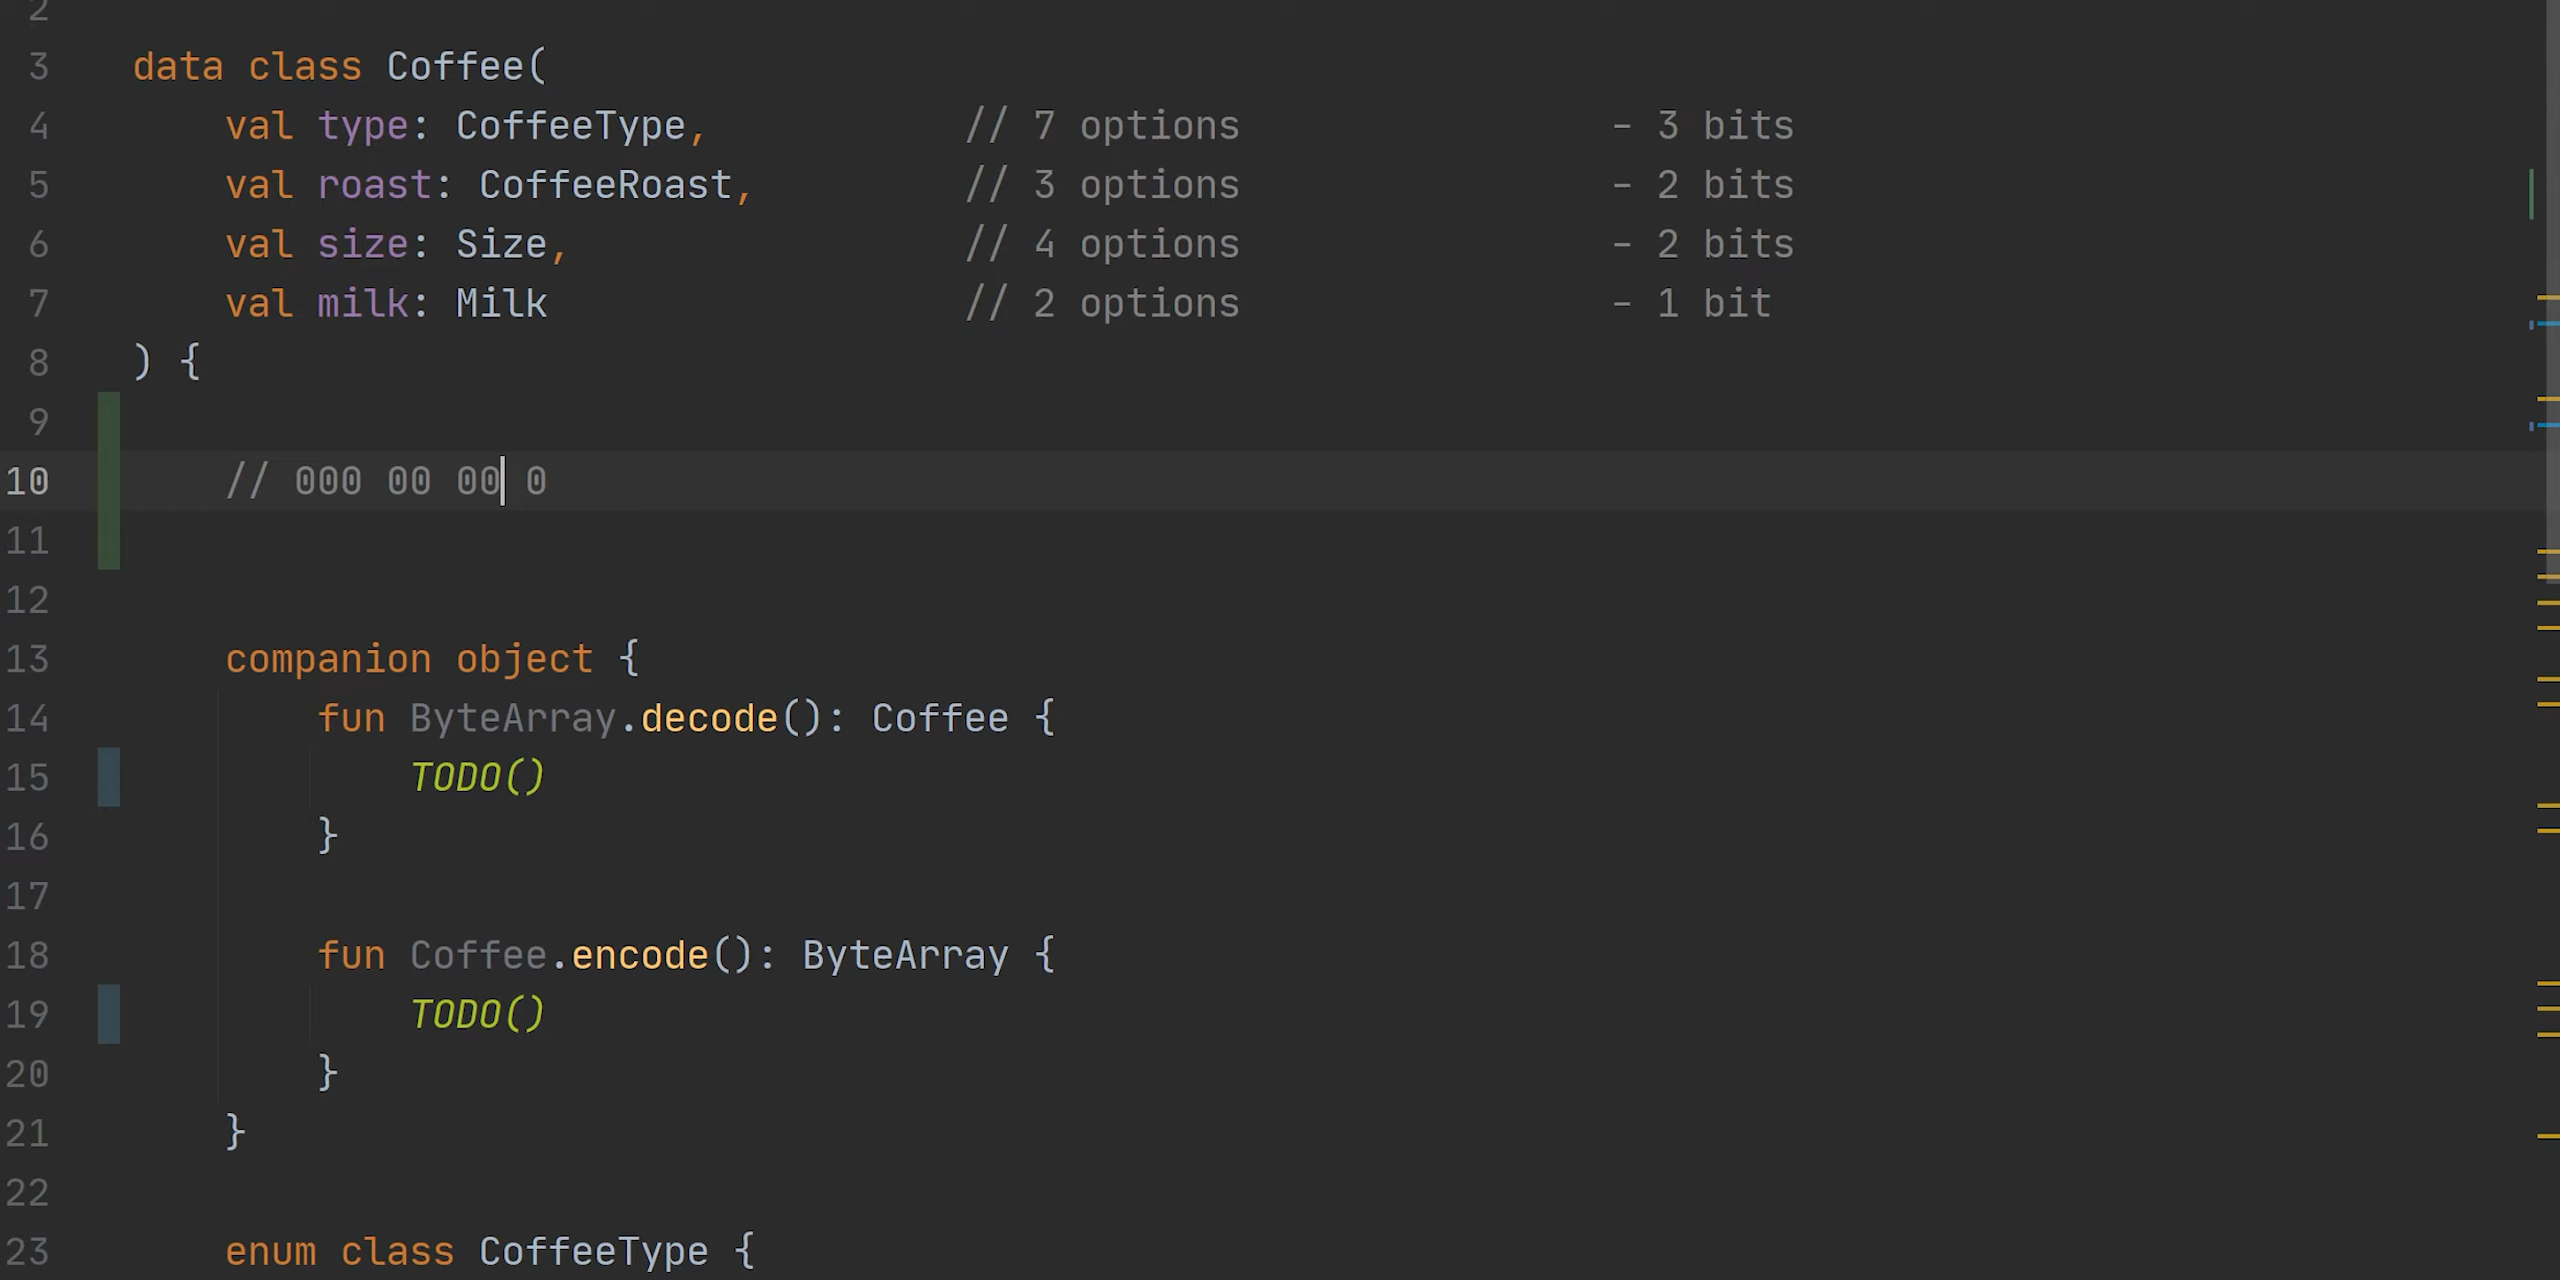 2
3 data class Coffee(
4 val type: CoffeeType, // 7 options - 3 bits
5 val roast: CoffeeRoast, // 3 options - 2 bits
6 val size: Size, // 4 options - 2 bits
7 val milk: Milk // 2 options - 1 bit
8 ) {
9
10 // 000 00 00 0
11
12
13 companion object {
14 fun ByteArray.decode(): Coffee {
15 TODO()
16 }
17
18 fun Coffee.encode(): ByteArray {
19 TODO()
20 }
21 }
22
23 enum class CoffeeType {